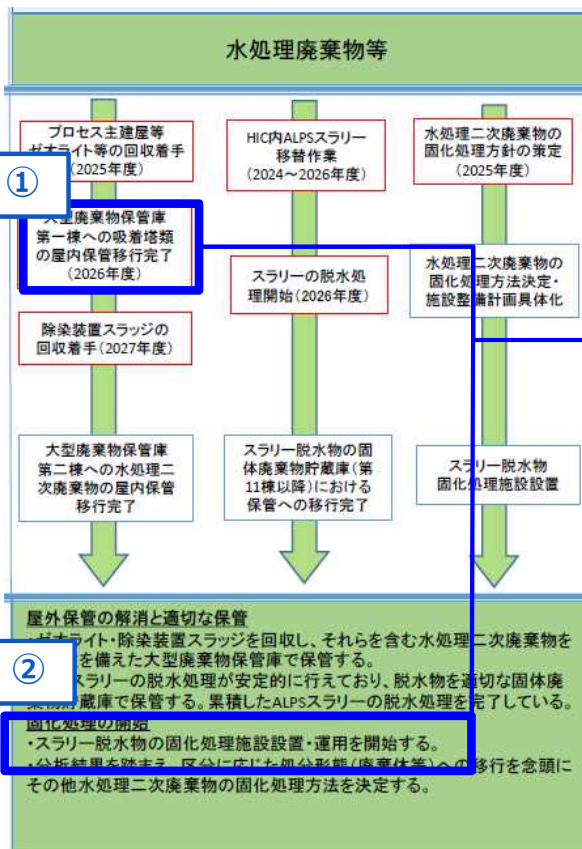 水処理廃棄物等
プロセス主建屋等
ゼオライト等の回収着手
(2025年度)
①
大型廃棄物保管庫
第一棟への吸着塔類
の屋内保管移行完了
(2026年度)
除染装置スラッジの
回収着手(2027年度)
大型廃棄物保管庫
第二棟への水処理二
次廃棄物の屋内保管
移行完了
HIC内ALPSスラリー
移替作業
(2024～2026年度)
スラリーの脱水処
理開始(2026年度)
スラリー脱水物の固
体廃棄物貯蔵庫(第
11棟以降)における
保管への移行完了
水処理二次廃棄物の
固化処理方針の策定
(2025年度)
水処理二次廃棄物の
固化処理方法決定・
施設整備計画具体化
スラリー脱水物
固化処理施設設置
屋外保管の解消と適切な保管
ゼオライト・除染装置スラッジを回収し、それらを含む水処理二次廃棄物を
②
を備えた大型廃棄物保管庫で保管する。
スラリーの脱水処理が安定的に行えており、脱水物を適切な固体廃
棄物貯蔵庫で保管する。累積したALPSスラリーの脱水処理を完了している。
固化処理の開始
・スラリー脱水物の固化処理施設設置・運用を開始する。
・分析結果を踏まえ、区分に応じた処分形態(廃棄体等)への移行を念頭に
その他水処理二次廃棄物の固化処理方法を決定する。